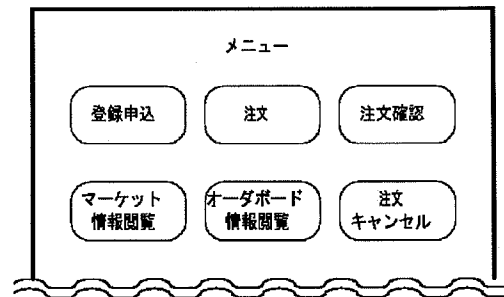 メニュー
登録申込
注文
注文確認
マーケット
情報閲覧
オーダボード
情報閲覧
注文
キャンセル